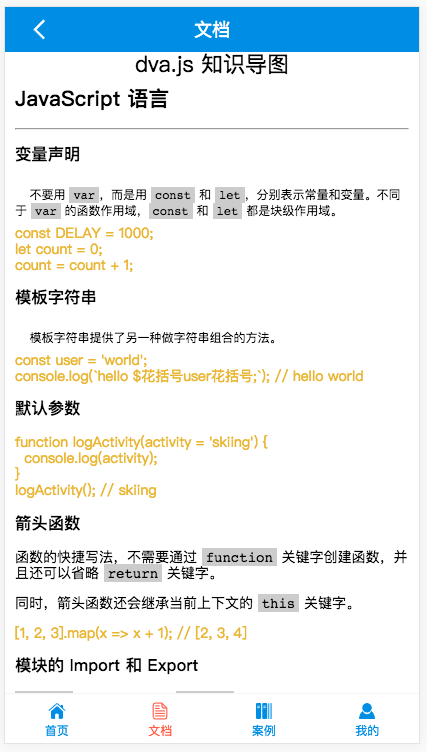 文档
dva.js 知识导图
JavaScript 语言
变量声明
不要用 var，而是用 const 和 let，分别表示常量和变量。不同
于 var 的函数作用域，const 和 let 都是块级作用域。
const DELAY = 1000;
let count = 0;
count = count + 1;
模板字符串
模板字符串提供了另一种做字符串组合的方法。
const user = 'world';
console.log(`hello $花括号user花括号;`); // hello world
默认参数
function logActivity(activity = 'skiing') {
console.log(activity);
}
logActivity(); // skiing
箭头函数
函数的快捷写法，不需要通过 function 关键字创建函数，并
且还可以省略 return 关键字。
同时，箭头函数还会继承当前上下文的 this 关键字。
[1, 2, 3].map(x => x + 1); // [2, 3, 4]
模块的 Import 和 Export
首页 文档 案例 我的